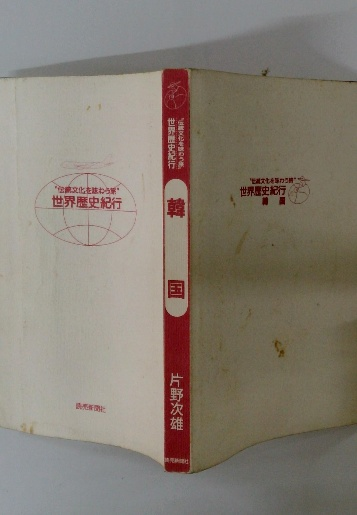 "伝統文化を味わう旅"
世界歴史紀行
読売新聞社
"伝統文化を味わう旅"
世界歴史紀行
韓国
片野次雄
読売新聞社
"伝統文化を味わう旅"
世界歴史紀行
韓国